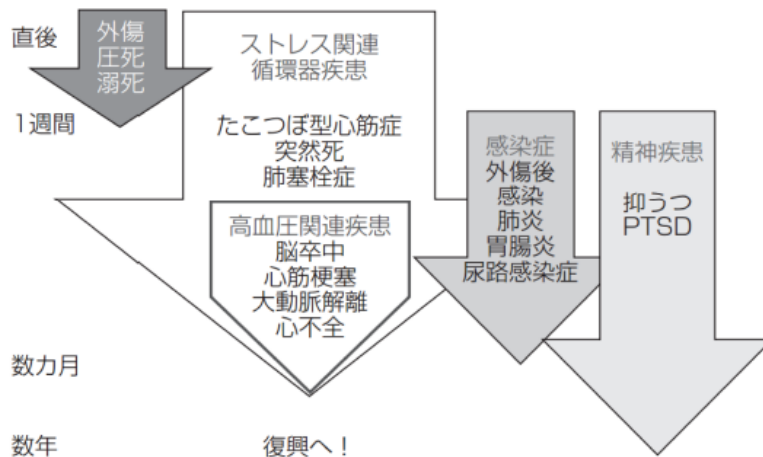 直後
1週間
数カ月
数年
外傷
圧死
溺死
ストレス関連
循環器疾患
たこつぼ型心筋症
突然死
肺塞栓症
高血圧関連疾患
脳卒中
心筋梗塞
大動脈解離
心不全
復興へ！
感染症
外傷後
感染
肺炎
胃腸炎
尿路感染症
精神疾患
抑うつ
PTSD